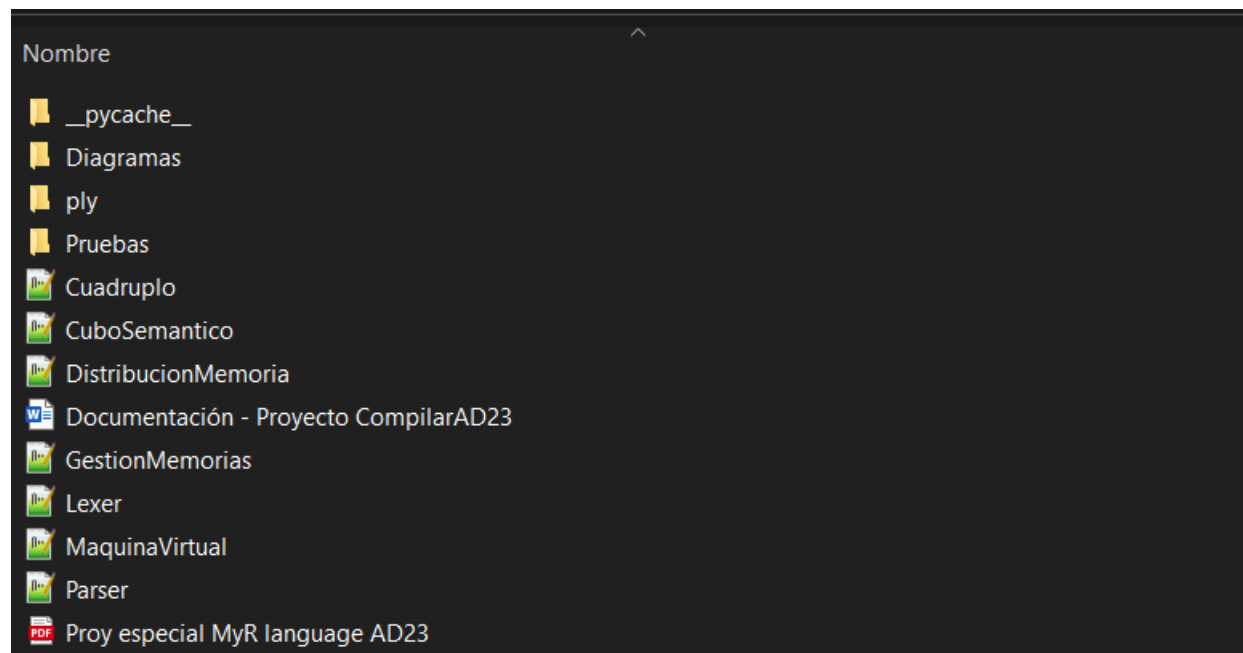 Nombre
__pycache__
Diagramas
ply
Pruebas
Cuadruplo
CuboSemantico
DistribucionMemoria
Documentación - Proyecto CompilarAD23
GestionMemorias
Lexer
MaquinaVirtual
Parser
Proy especial MyR language AD23